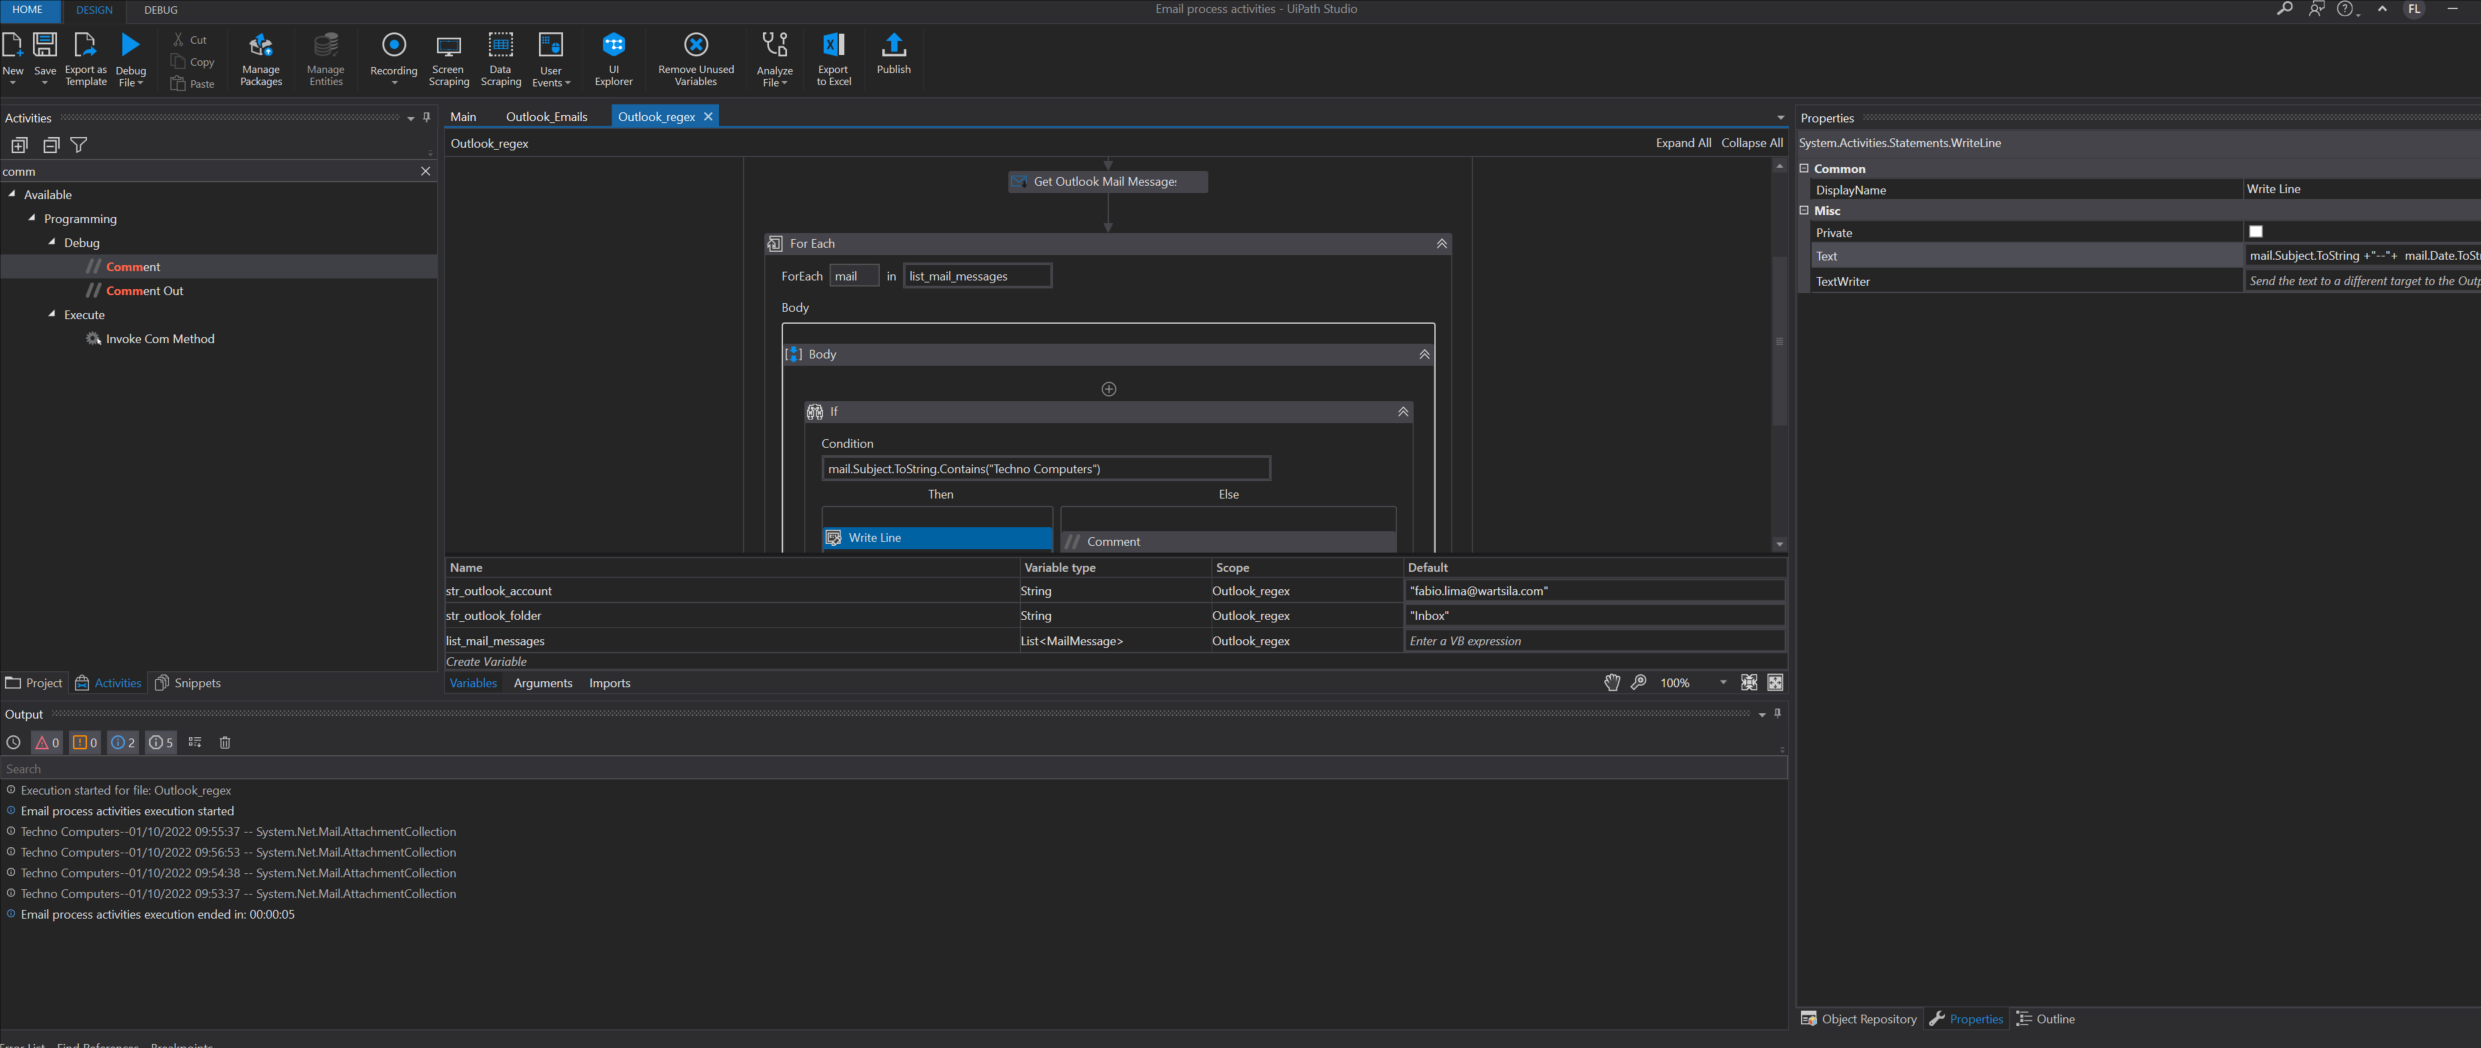 HOME DESIGN DEBUG
Email process activities - UiPath Studio
FL
New Save Export as Template Debug File
Cut
Copy
Paste
Manage Packages
Manage Entities
Recording
Screen Scraping
Data Scraping
User Events
UI Explorer
Remove Unused Variables
Analyze File
Export to Excel
Publish
Activities
comm
Available
Programming
Debug
Comment
Comment Out
Execute
Invoke Com Method
Project Activities Snippets
Main Outlook_Emails Outlook_regex
Outlook_regex Expand All Collapse All
Get Outlook Mail Messages
For Each
ForEach mail in list_mail_messages
Body
Body
If
Condition
mail.Subject.ToString.Contains("Techno Computers")
Then Else
Write Line Comment
Name Variable type Scope Default
str_outlook_account String Outlook_regex "fabio.lima@wartsila.com"
str_outlook_folder String Outlook_regex "Inbox"
list_mail_messages List<MailMessage> Outlook_regex Enter a VB expression
Create Variable
Variables Arguments Imports 100%
Properties
System.Activities.Statements.WriteLine
Common
DisplayName Write Line
Misc
Private
Text mail.Subject.ToString +"--"+ mail.Date.ToStr
TextWriter Send the text to a different target to the Outp
Object Repository Properties Outline
Output
0 0 2 5
Search
Execution started for file: Outlook_regex
Email process activities execution started
Techno Computers--01/10/2022 09:55:37 -- System.Net.Mail.AttachmentCollection
Techno Computers--01/10/2022 09:56:53 -- System.Net.Mail.AttachmentCollection
Techno Computers--01/10/2022 09:54:38 -- System.Net.Mail.AttachmentCollection
Techno Computers--01/10/2022 09:53:37 -- System.Net.Mail.AttachmentCollection
Email process activities execution ended in: 00:00:05
Error List Find References Breakpoints